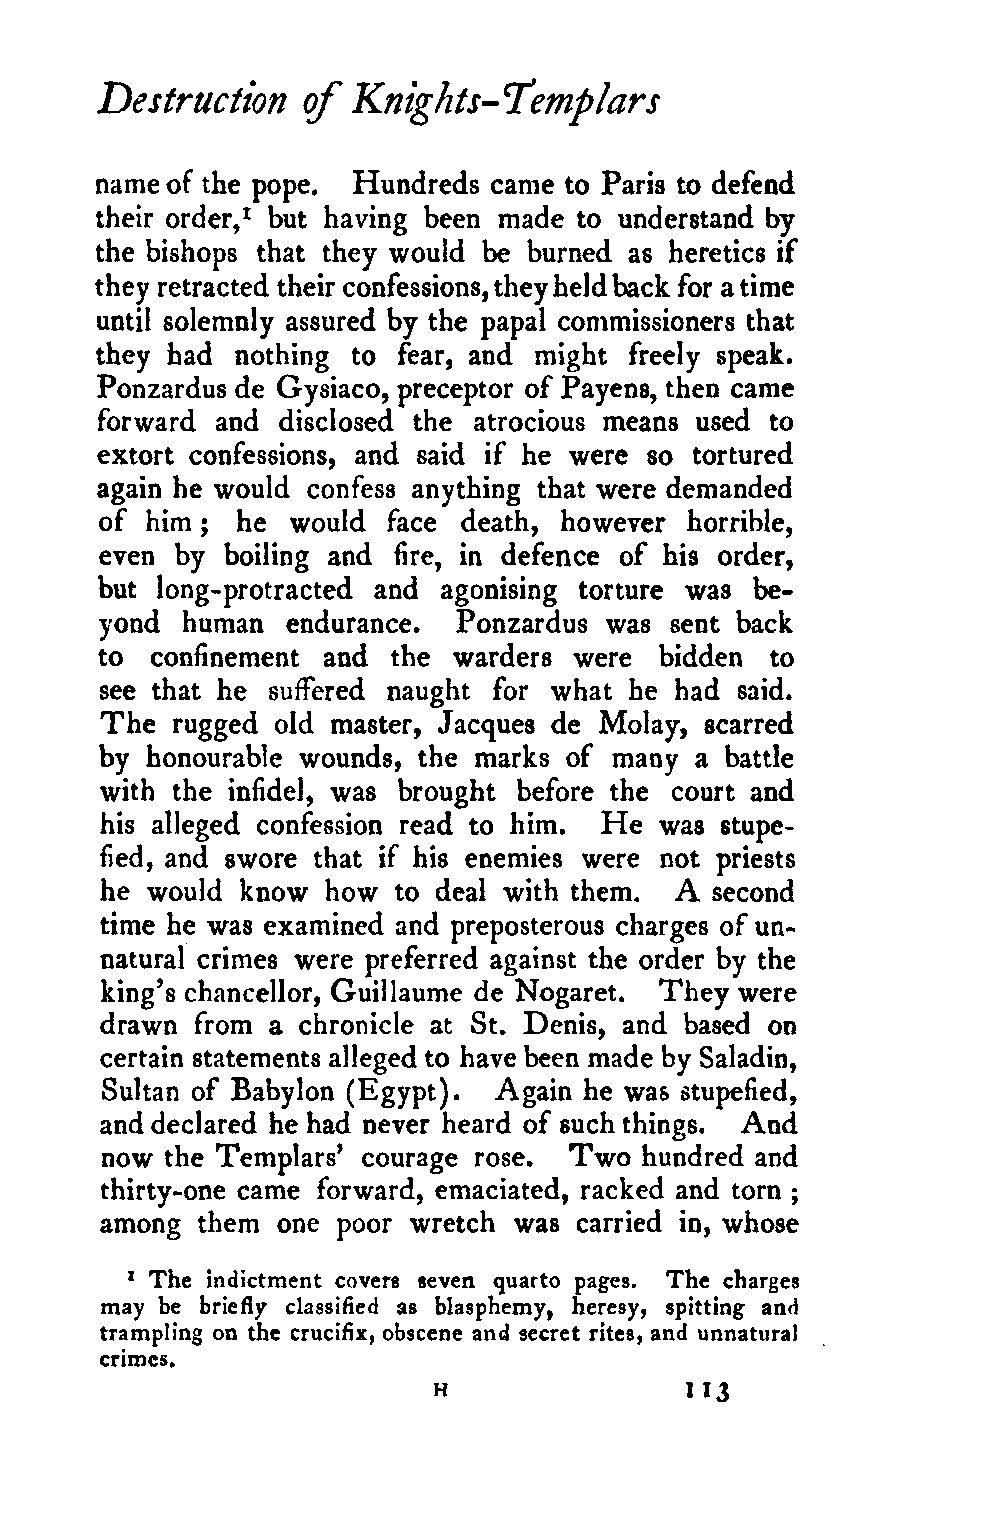 Destruction of Knights-Templars
name of the pope. Hundreds came to Paris to defend
their order,¹ but having been made to understand by
the bishops that they would be burned as heretics if
they retracted their confessions, they held back for a time
until solemnly assured by the papal commissioners that
they had nothing to fear, and might freely speak.
Ponzardus de Gysiaco, preceptor of Payens, then came
forward and disclosed the atrocious means used to
extort confessions, and said if he were so tortured
again he would confess anything that were demanded
of him ; he would face death, however horrible,
even by boiling and fire, in defence of his order,
but long-protracted and agonising torture was be-
yond human endurance. Ponzardus was sent back
to confinement and the warders were bidden to
see that he suffered naught for what he had said.
The rugged old master, Jacques de Molay, scarred
by honourable wounds, the marks of many a battle
with the infidel, was brought before the court and
his alleged confession read to him. He was stupe-
fied, and swore that if his enemies were not priests
he would know how to deal with them. A second
time he was examined and preposterous charges of un-
natural crimes were preferred against the order by the
king's chancellor, Guillaume de Nogaret. They were
drawn from a chronicle at St. Denis, and based on
certain statements alleged to have been made by Saladin,
Sultan of Babylon (Egypt). Again he was stupefied,
and declared he had never heard of such things. And
now the Templars' courage rose. Two hundred and
thirty-one came forward, emaciated, racked and torn ;
among them one poor wretch was carried in, whose
¹ The indictment covers seven quarto pages. The charges
may be briefly classified as blasphemy, heresy, spitting and
trampling on the crucifix, obscene and secret rites, and unnatural
crimes.
H 113